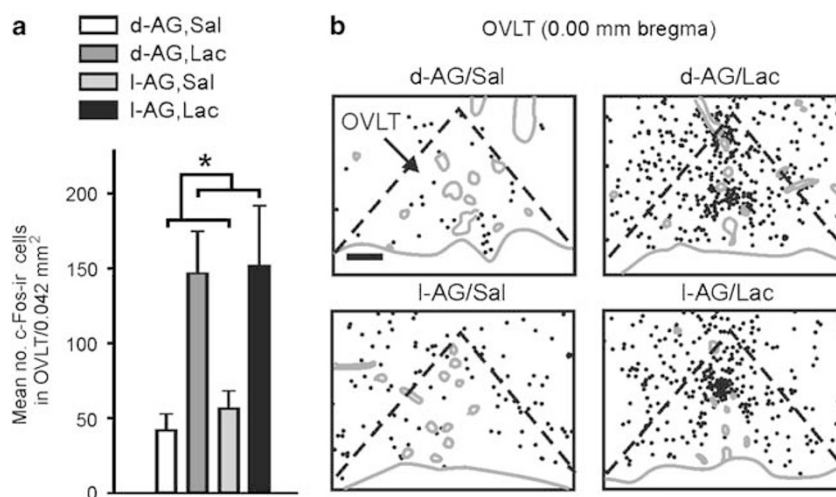 a
d-AG,Sal
d-AG,Lac
l-AG,Sal
l-AG,Lac
*
200
150
100
50
0
Mean no. c-Fos-ir cells
in OVLT/0.042 mm²
b
OVLT (0.00 mm bregma)
d-AG/Sal
d-AG/Lac
OVLT
l-AG/Sal
l-AG/Lac